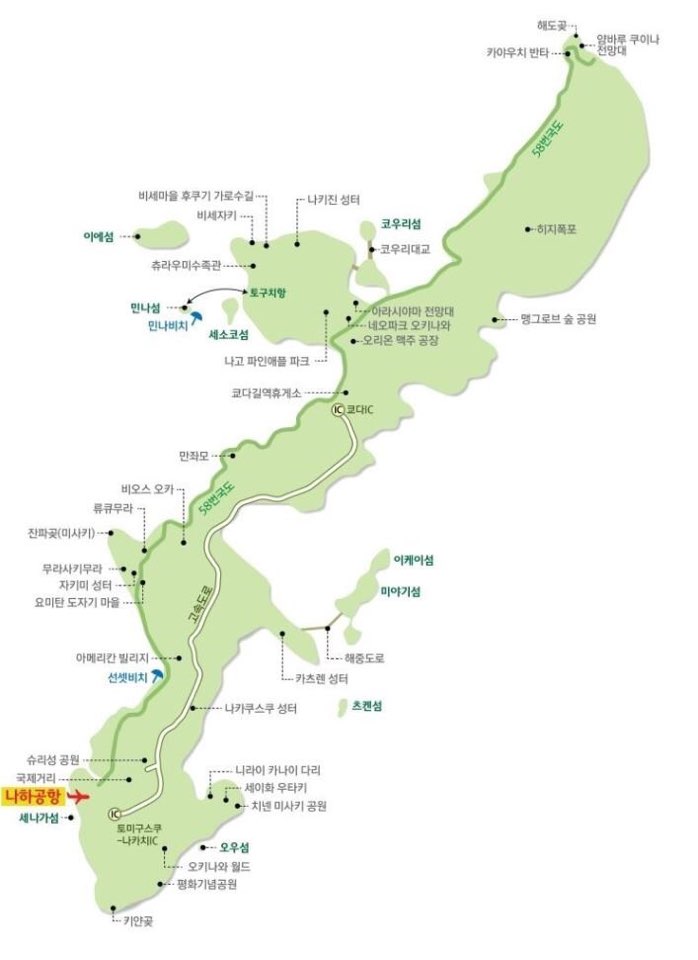 해도곶
얌바루 쿠이나
전망대
카야우치 반타
58번국도
비세마을 후쿠기 가로수길
나키진 성터
비세자키
코우리섬
이에섬
히지폭포
코우리대교
츄라우미수족관
토구치항
민나섬
아라시야마 전망대
민나비치
네오파크 오키나와
맹그로브 숲 공원
세소코섬
오리온 맥주 공장
나고 파인애플 파크
쿄다길역휴게소
IC
쿄다IC
만좌모
비오스 오카
58번국도
류큐무라
잔파곶(미사키)
이케이섬
무라사키무라
자키미 성터
미야기섬
요미탄 도자기 마을
고속도로
아메리칸 빌리지
해중도로
선셋비치
카츠렌 성터
나카쿠스쿠 성터
츠켄섬
슈리성 공원
니라이 카나이 다리
국제거리
세이화 우타키
나하공항
치넨 미사키 공원
세나가섬
IC
토미구스쿠
-나카치IC
오우섬
오키나와 월드
평화기념공원
키얀곶